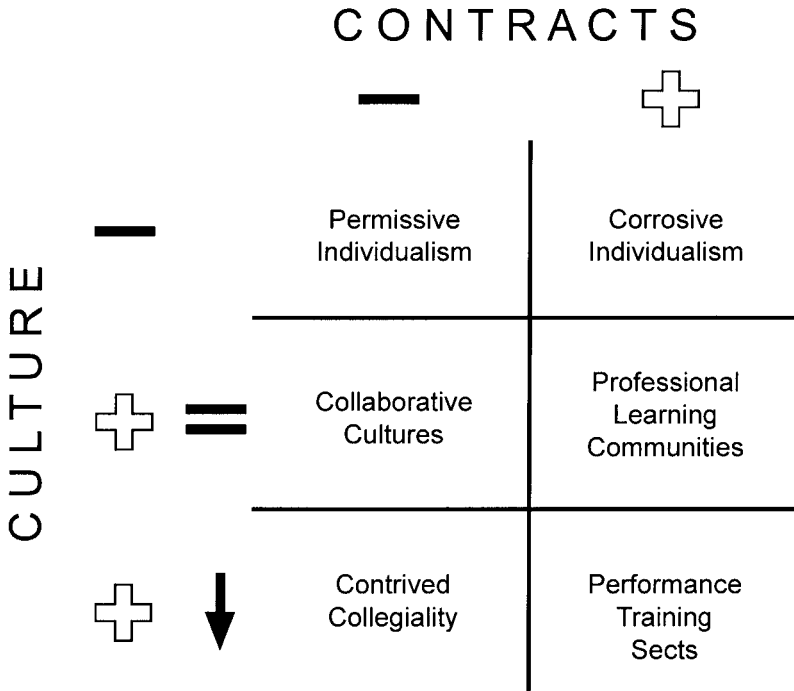 CONTRACTS
Permissive
Individualism
Corrosive
Individualism
CULTURE
Collaborative
Cultures
Professional
Learning
Communities
Contrived
Collegiality
Performance
Training
Sects